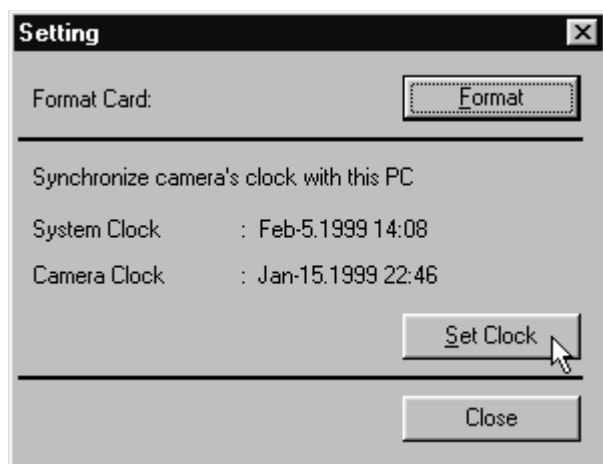 Setting
Format Card: Format
Synchronize camera's clock with this PC
System Clock : Feb-5.1999 14:08
Camera Clock : Jan-15.1999 22:46
Set Clock
Close